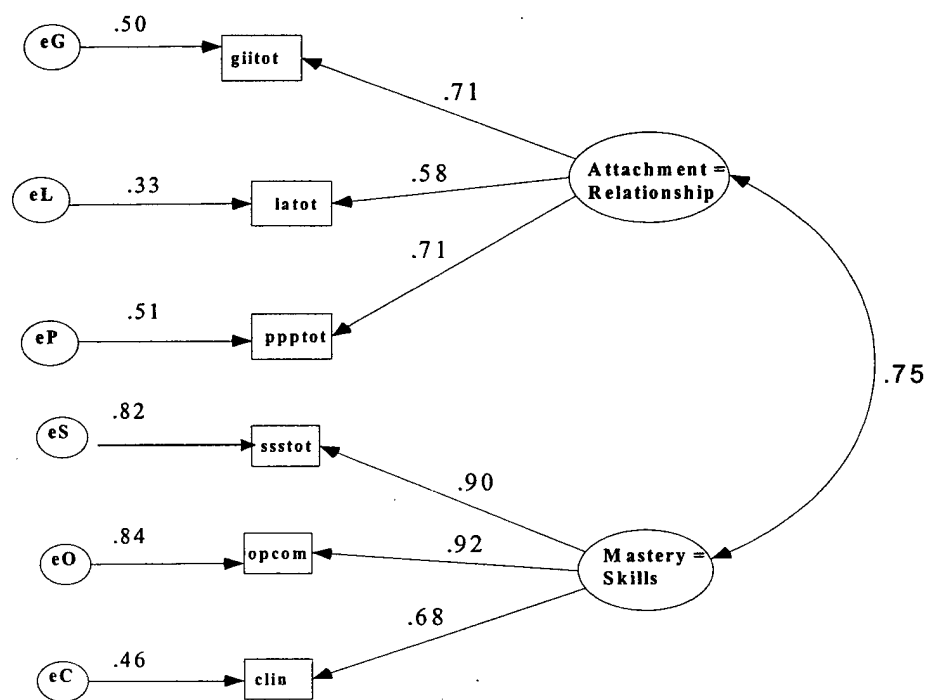 eG .50 giitot
.71
Attachment =
Relationship
eL .33 latot .58
.71
eP .51 ppptot
.75
eS .82 ssstot
.90
eO .84 opcom .92
Mastery =
Skills
.68
eC .46 clin